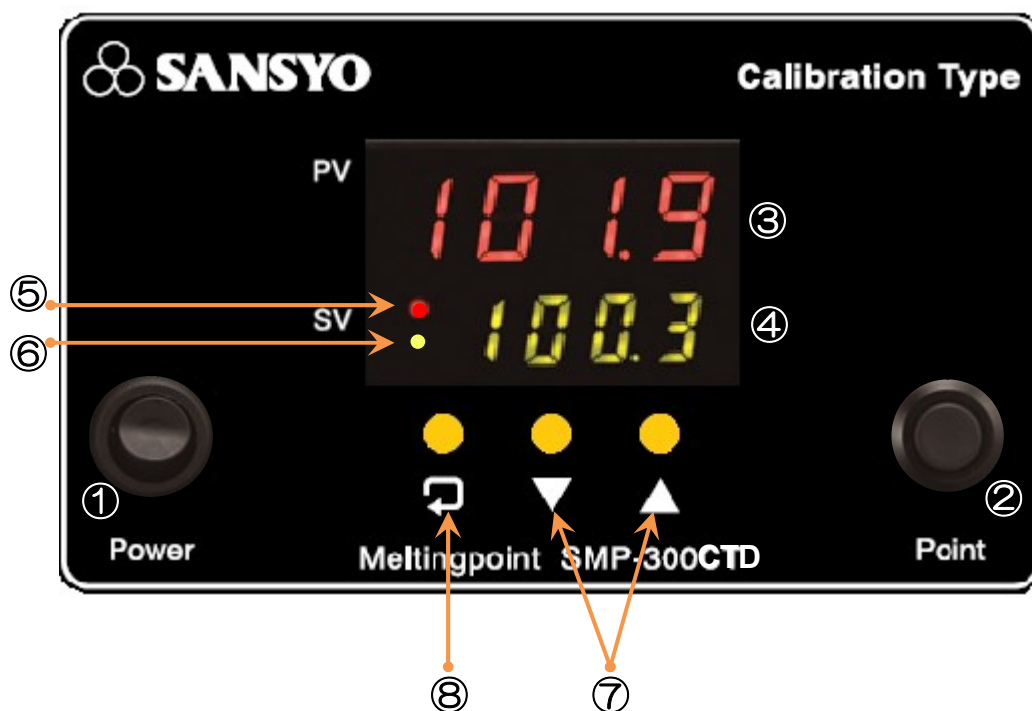 SANSYO
Calibration Type
PV
101.9
③
⑤
SV
100.3
④
⑥
①
②
Power
Meltingpoint SMP-300CTD
Point
⑧
⑦